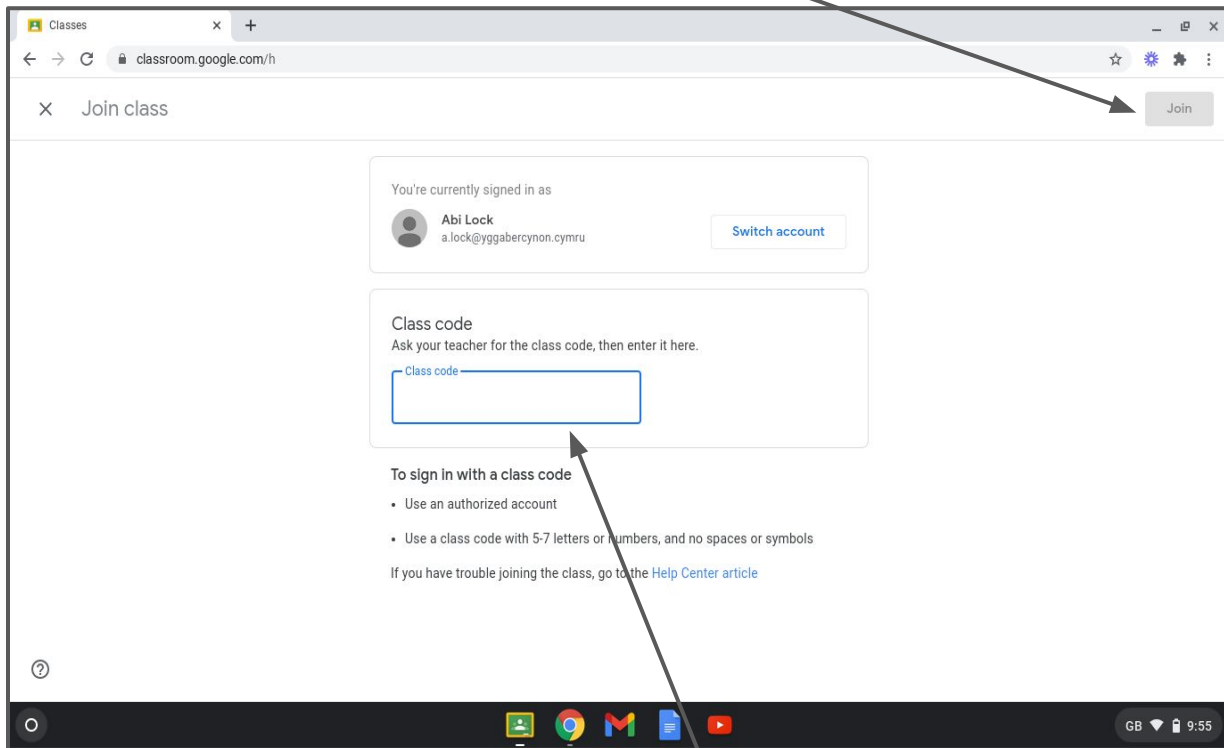 Classes
classroom.google.com/h
Join class
Join
You're currently signed in as
Abi Lock
a.lock@yggabercynon.cymru
Switch account
Class code
Ask your teacher for the class code, then enter it here.
Class code
To sign in with a class code
• Use an authorized account
• Use a class code with 5-7 letters or numbers, and no spaces or symbols
If you have trouble joining the class, go to the Help Center article
GB 9:55